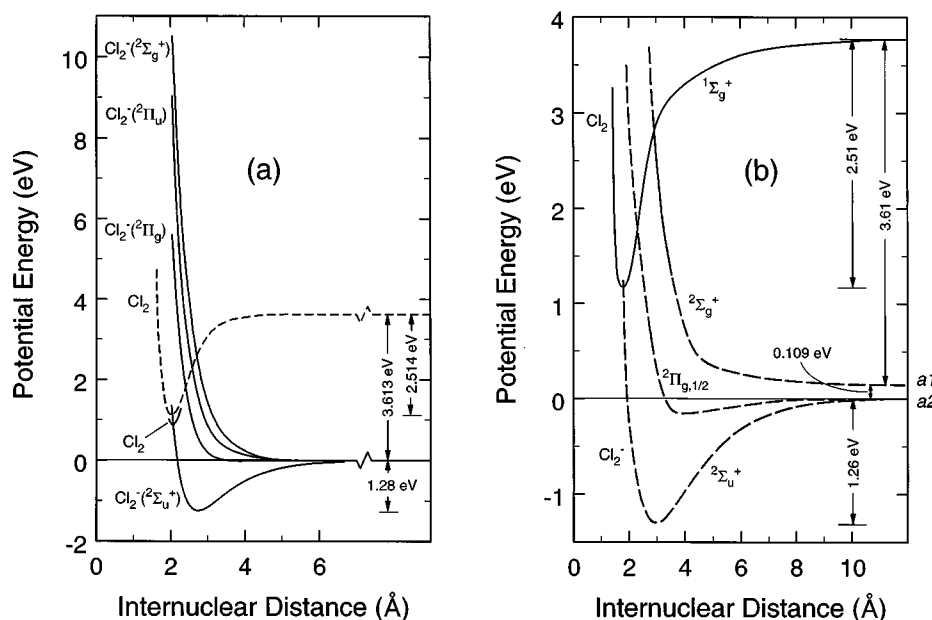 (a)
Potential Energy (eV)
10
8
6
4
2
0
-2
Cl₂⁻(²Σg⁺)
Cl₂⁻(²Πu)
Cl₂⁻(²Πg)
Cl₂
Cl₂
Cl₂⁻(²Σu⁺)
3.613 eV
2.514 eV
1.28 eV
0 2 4 6
Internuclear Distance (Å)
(b)
Potential Energy (eV)
4
3
2
1
0
-1
Cl₂
¹Σg⁺
2.51 eV
3.61 eV
²Σg⁺
0.109 eV
²Πg,1/2
a1
a2
Cl₂⁻
²Σu⁺
1.26 eV
0 2 4 6 8 10
Internuclear Distance (Å)